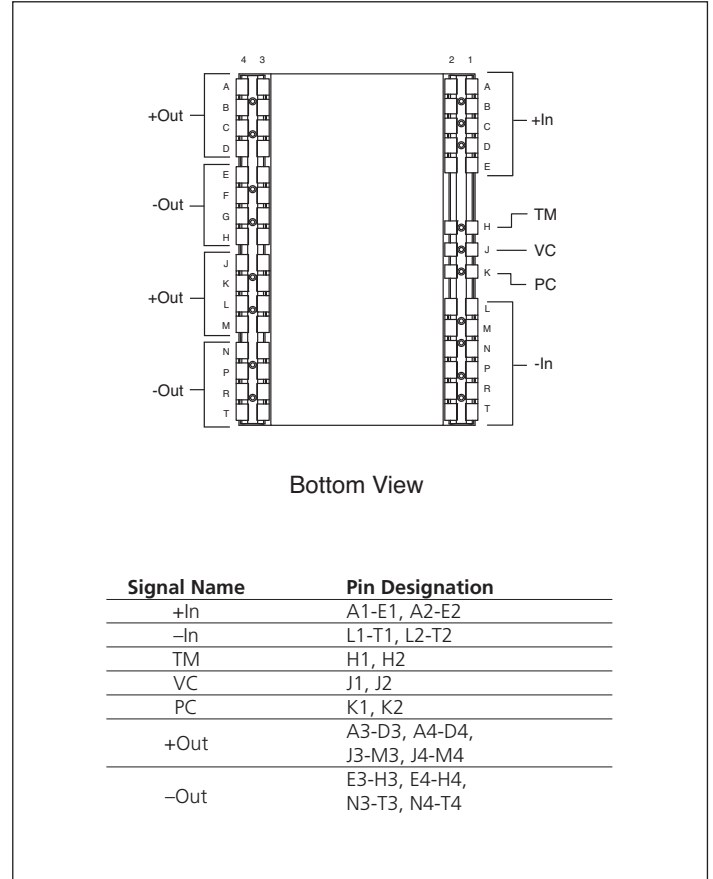 4 3 2 1
A A
B B
+Out +In
C C
D D
E E
F
-Out
G
H H TM
J J VC
K K PC
+Out
L L
M M
N N
P P -In
-Out
R R
T T
Bottom View
Signal Name Pin Designation
+In A1-E1, A2-E2
–In L1-T1, L2-T2
TM H1, H2
VC J1, J2
PC K1, K2
+Out A3-D3, A4-D4,
J3-M3, J4-M4
–Out E3-H3, E4-H4,
N3-T3, N4-T4